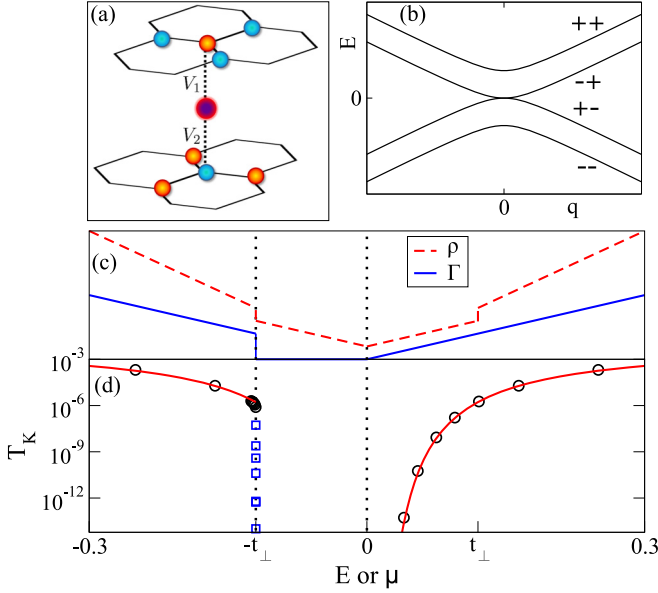 (a)
V₁
V₂
(b)
E
0
++
-+
+-
--
0
q
(c)
ρ
Γ
(d)
T_K
10⁻³
10⁻⁶
10⁻⁹
10⁻¹²
-0.3
-t⊥
0
t⊥
0.3
E or μ